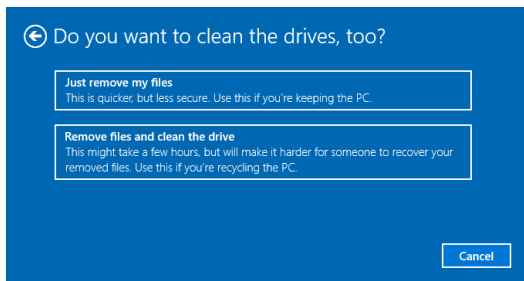 Do you want to clean the drives, too?
Just remove my files
This is quicker, but less secure. Use this if you're keeping the PC.
Remove files and clean the drive
This might take a few hours, but will make it harder for someone to recover your
removed files. Use this if you're recycling the PC.
Cancel